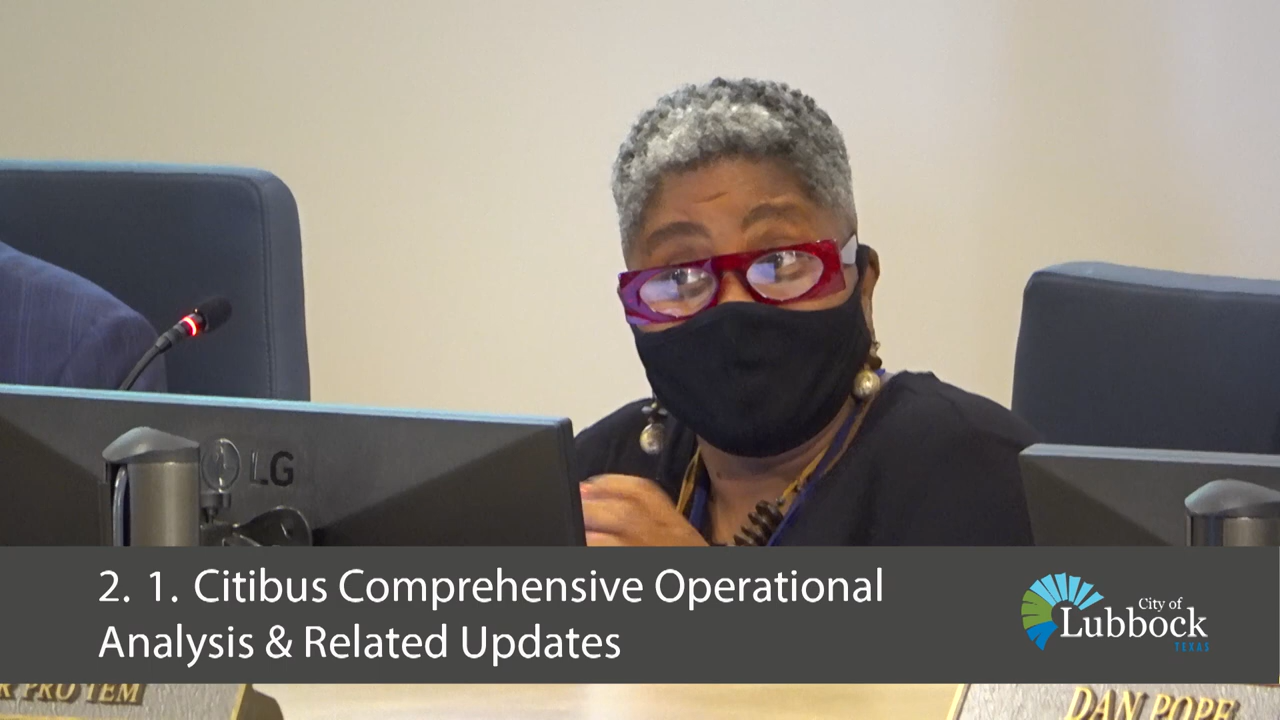 LG
2. 1. Citibus Comprehensive Operational
Analysis & Related Updates
City of
Lubbock
TEXAS
R PRO TEM
DAN POPE